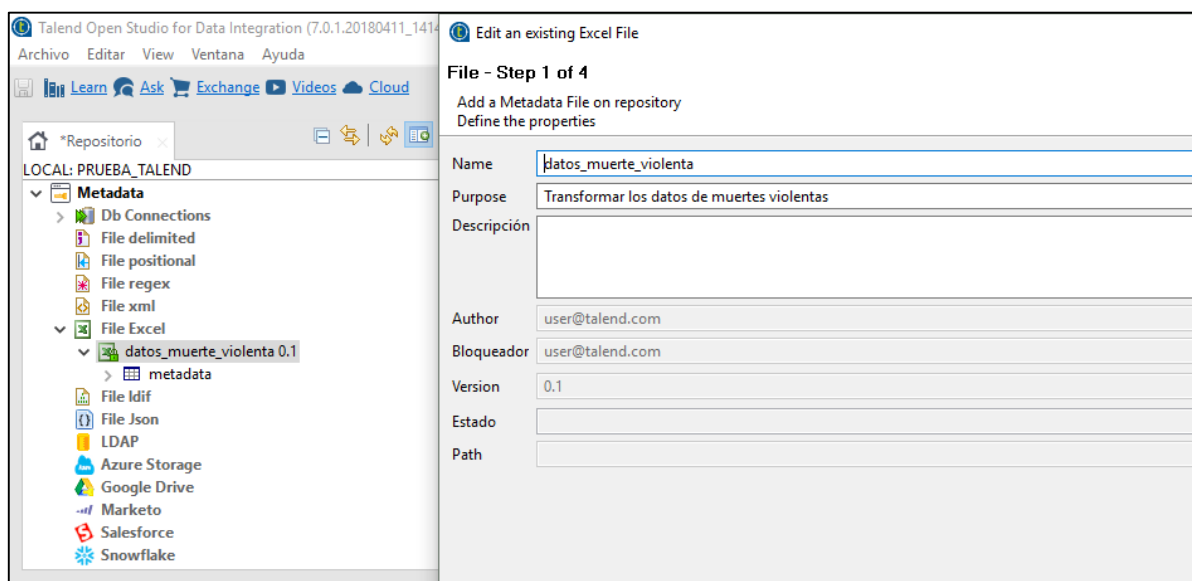 Talend Open Studio for Data Integration (7.0.1.20180411_1414
Archivo Editar View Ventana Ayuda
Learn Ask Exchange Videos Cloud
*Repositorio
LOCAL: PRUEBA_TALEND
Metadata
Db Connections
File delimited
File positional
File regex
File xml
File Excel
datos_muerte_violenta 0.1
metadata
File ldif
File Json
LDAP
Azure Storage
Google Drive
Marketo
Salesforce
Snowflake
Edit an existing Excel File
File - Step 1 of 4
Add a Metadata File on repository
Define the properties
Name datos_muerte_violenta
Purpose Transformar los datos de muertes violentas
Descripción
Author user@talend.com
Bloqueador user@talend.com
Version 0.1
Estado
Path